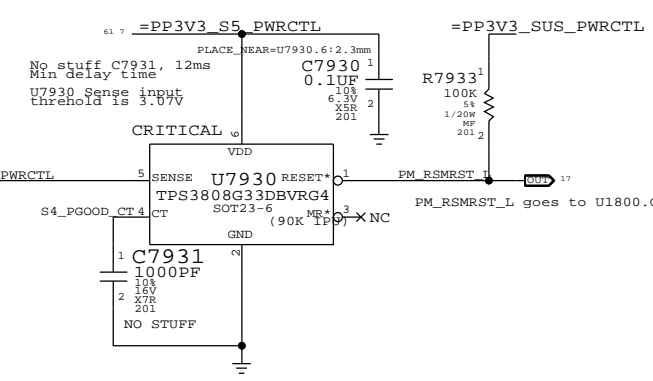 61 7 =PP3V3_S5_PWRCTL
=PP3V3_SUS_PWRCTL
PLACE_NEAR=U7930.6:2.3mm
No stuff C7931, 12ms
Min delay time
U7930 Sense input
threhold is 3.07V
C7930 1
0.1UF
10%
6.3V 2
X5R
201
R7933 1
100K
5%
1/20W
MF
201 2
CRITICAL 6
VDD
PWRCTL 5 SENSE U7930 RESET* 1 PM_RSMRST_L OUT 17
TPS3808G33DBVRG4
PM_RSMRST_L goes to U1800.
S4_PGOOD_CT 4 CT SOT23-6 MR* 3 NC
(90K IPU)
GND
2
1 C7931
1000PF
10%
2 16V
X7R
201
NO STUFF